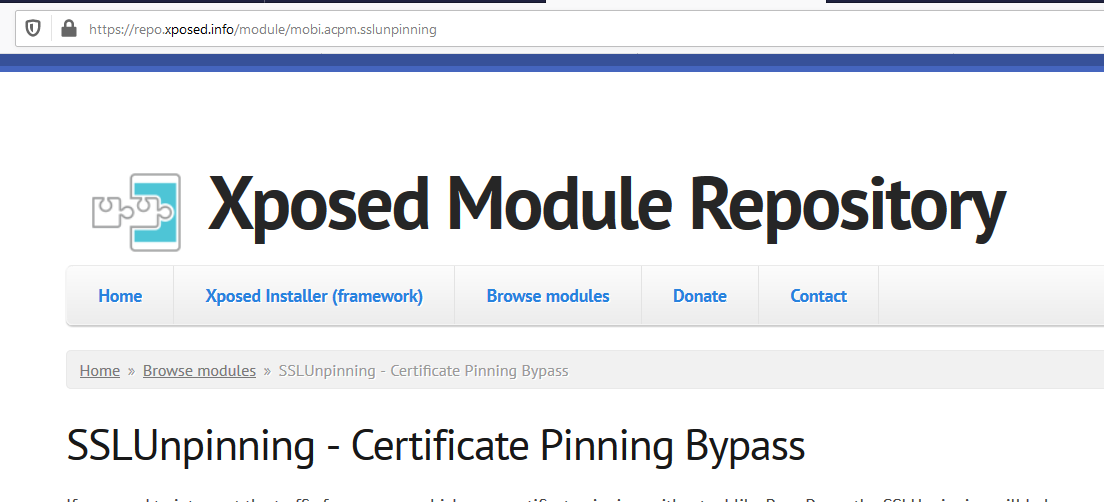 https://repo.xposed.info/module/mobi.acpm.sslunpinning
Xposed Module Repository
Home Xposed Installer (framework) Browse modules Donate Contact
Home » Browse modules » SSLUnpinning - Certificate Pinning Bypass
SSLUnpinning - Certificate Pinning Bypass